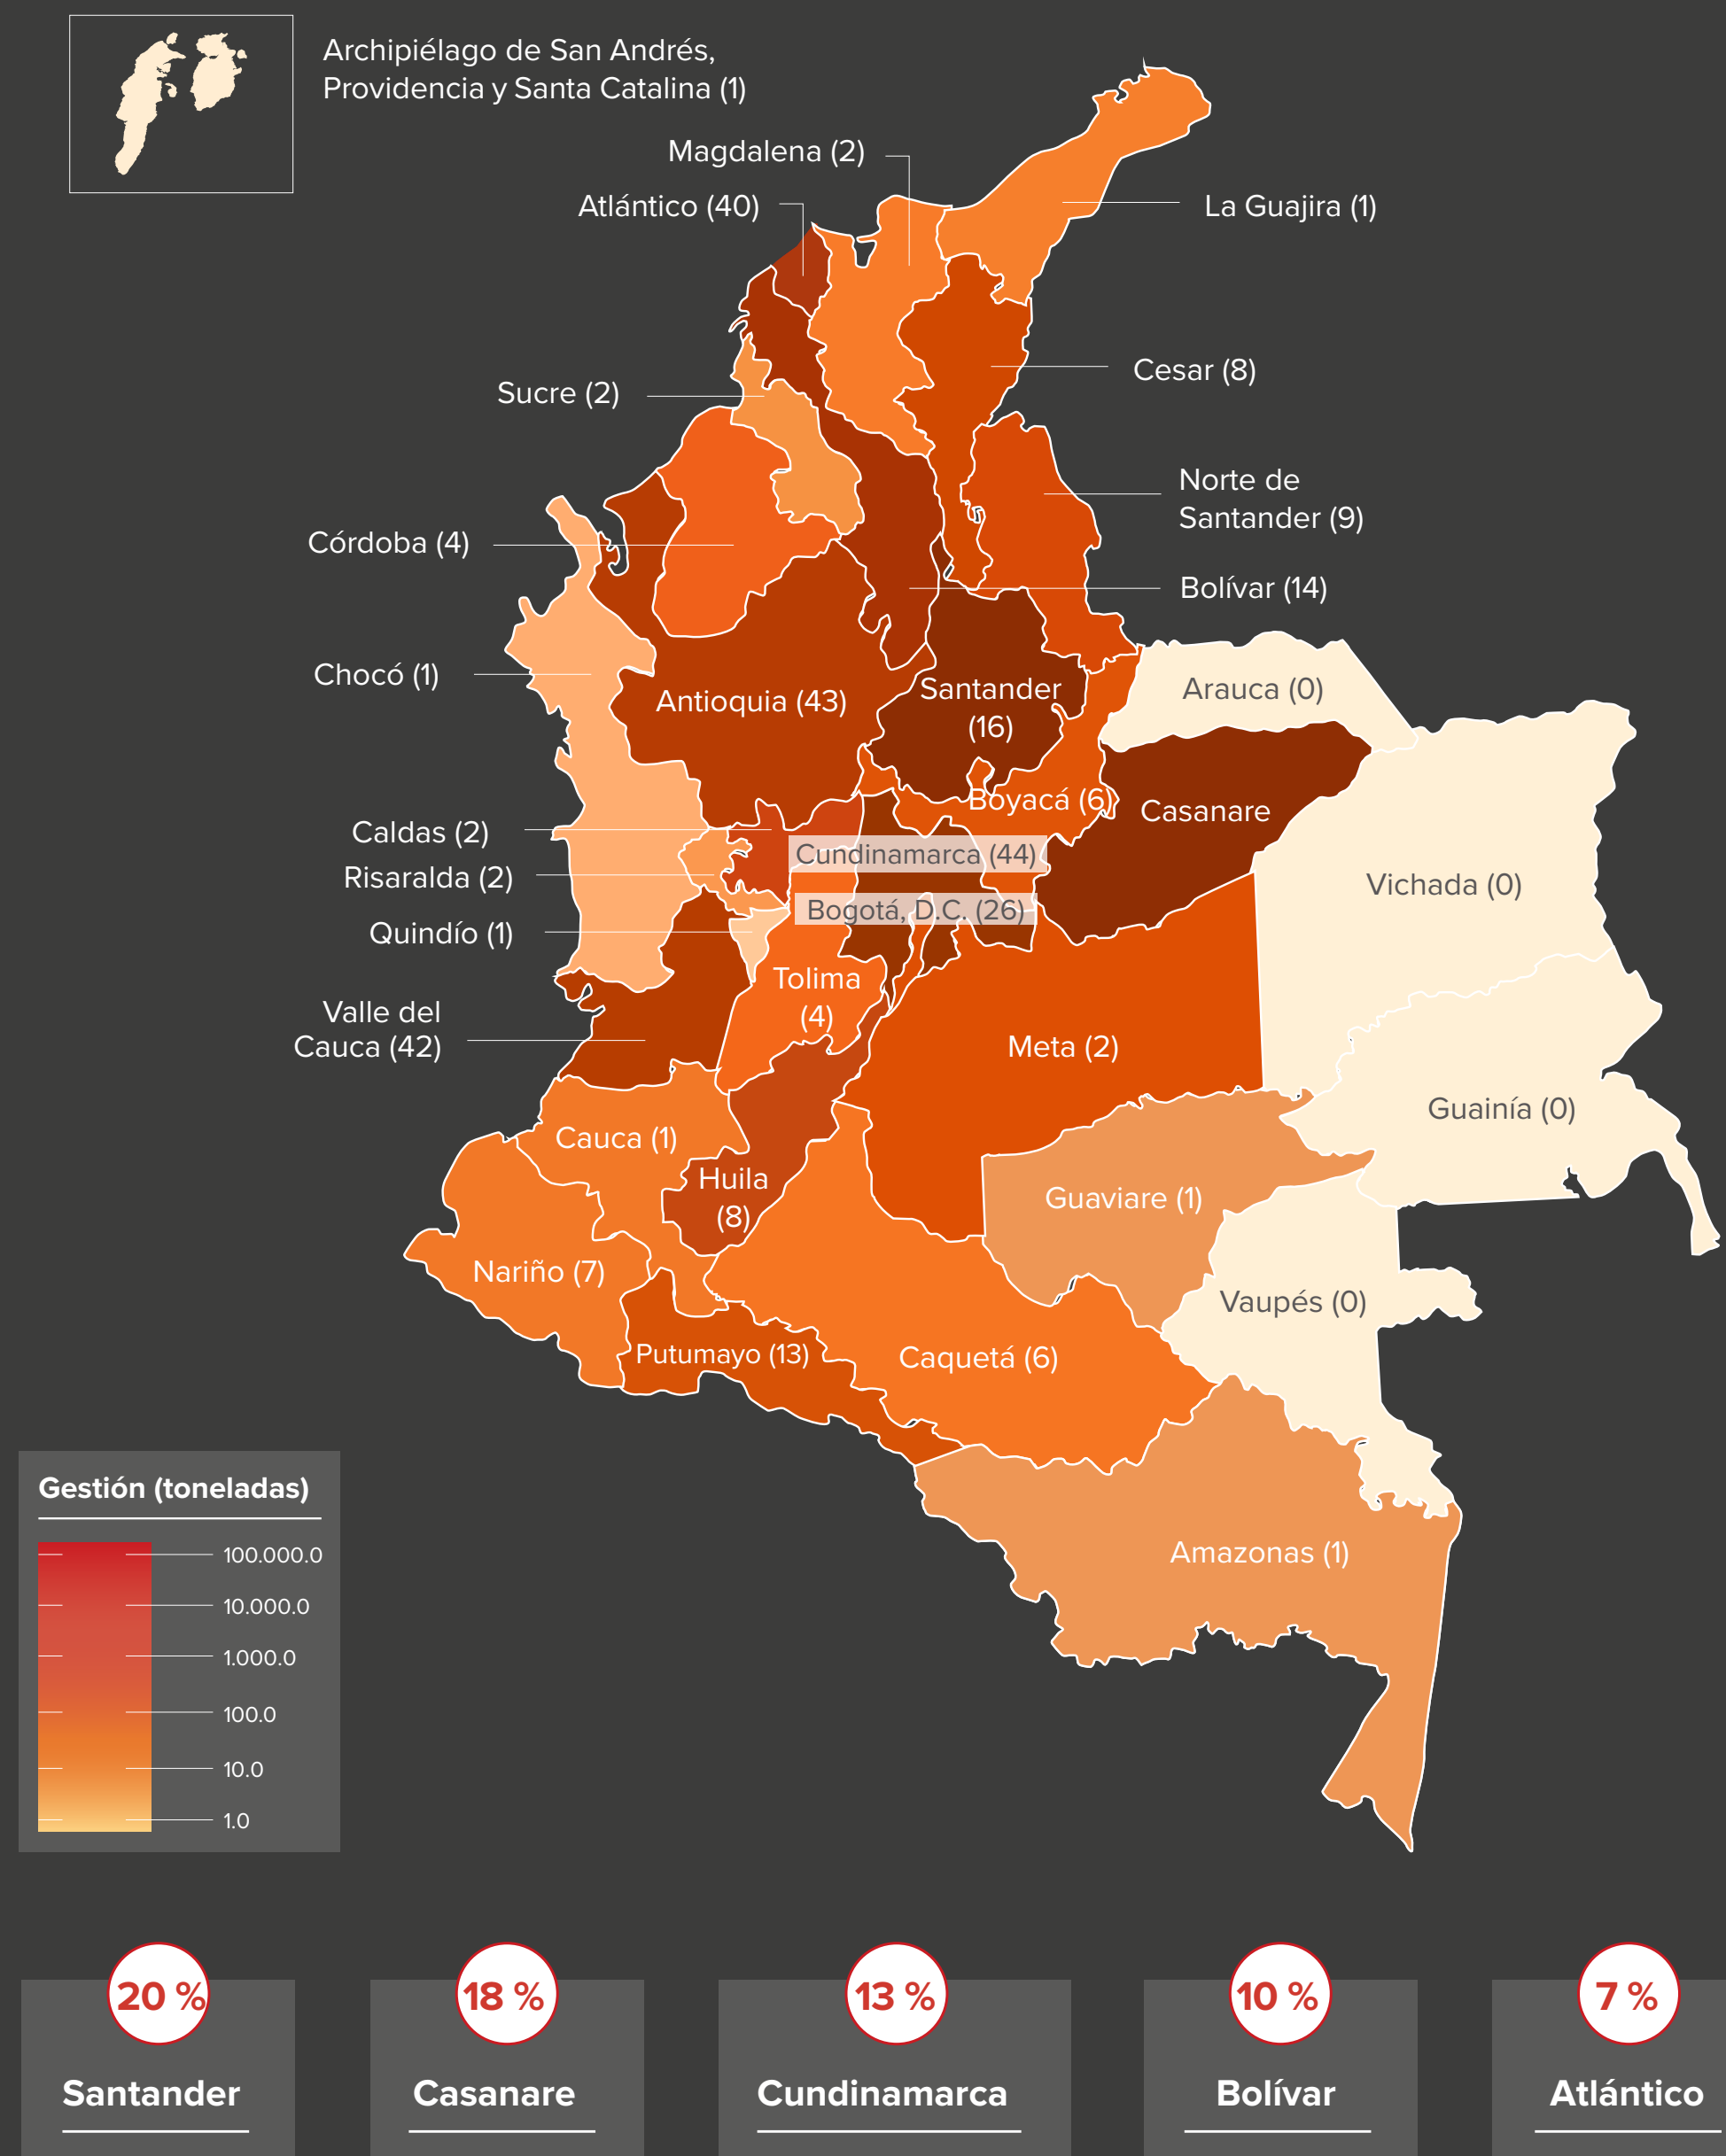 Archipiélago de San Andrés,
Providencia y Santa Catalina (1)
Magdalena (2)
Atlántico (40)
La Guajira (1)
Cesar (8)
Sucre (2)
Norte de
Santander (9)
Córdoba (4)
Bolívar (14)
Chocó (1)
Antioquia (43)
Santander
(16)
Arauca (0)
Boyacá (6)
Casanare
Caldas (2)
Cundinamarca (44)
Risaralda (2)
Vichada (0)
Bogotá, D.C. (26)
Quindío (1)
Tolima
(4)
Valle del
Cauca (42)
Meta (2)
Guainía (0)
Cauca (1)
Huila
(8)
Guaviare (1)
Nariño (7)
Vaupés (0)
Putumayo (13)
Caquetá (6)
Amazonas (1)
Gestión (toneladas)
100.000.0
10.000.0
1.000.0
100.0
10.0
1.0
20 %
18 %
13 %
10 %
7 %
Santander
Casanare
Cundinamarca
Bolívar
Atlántico